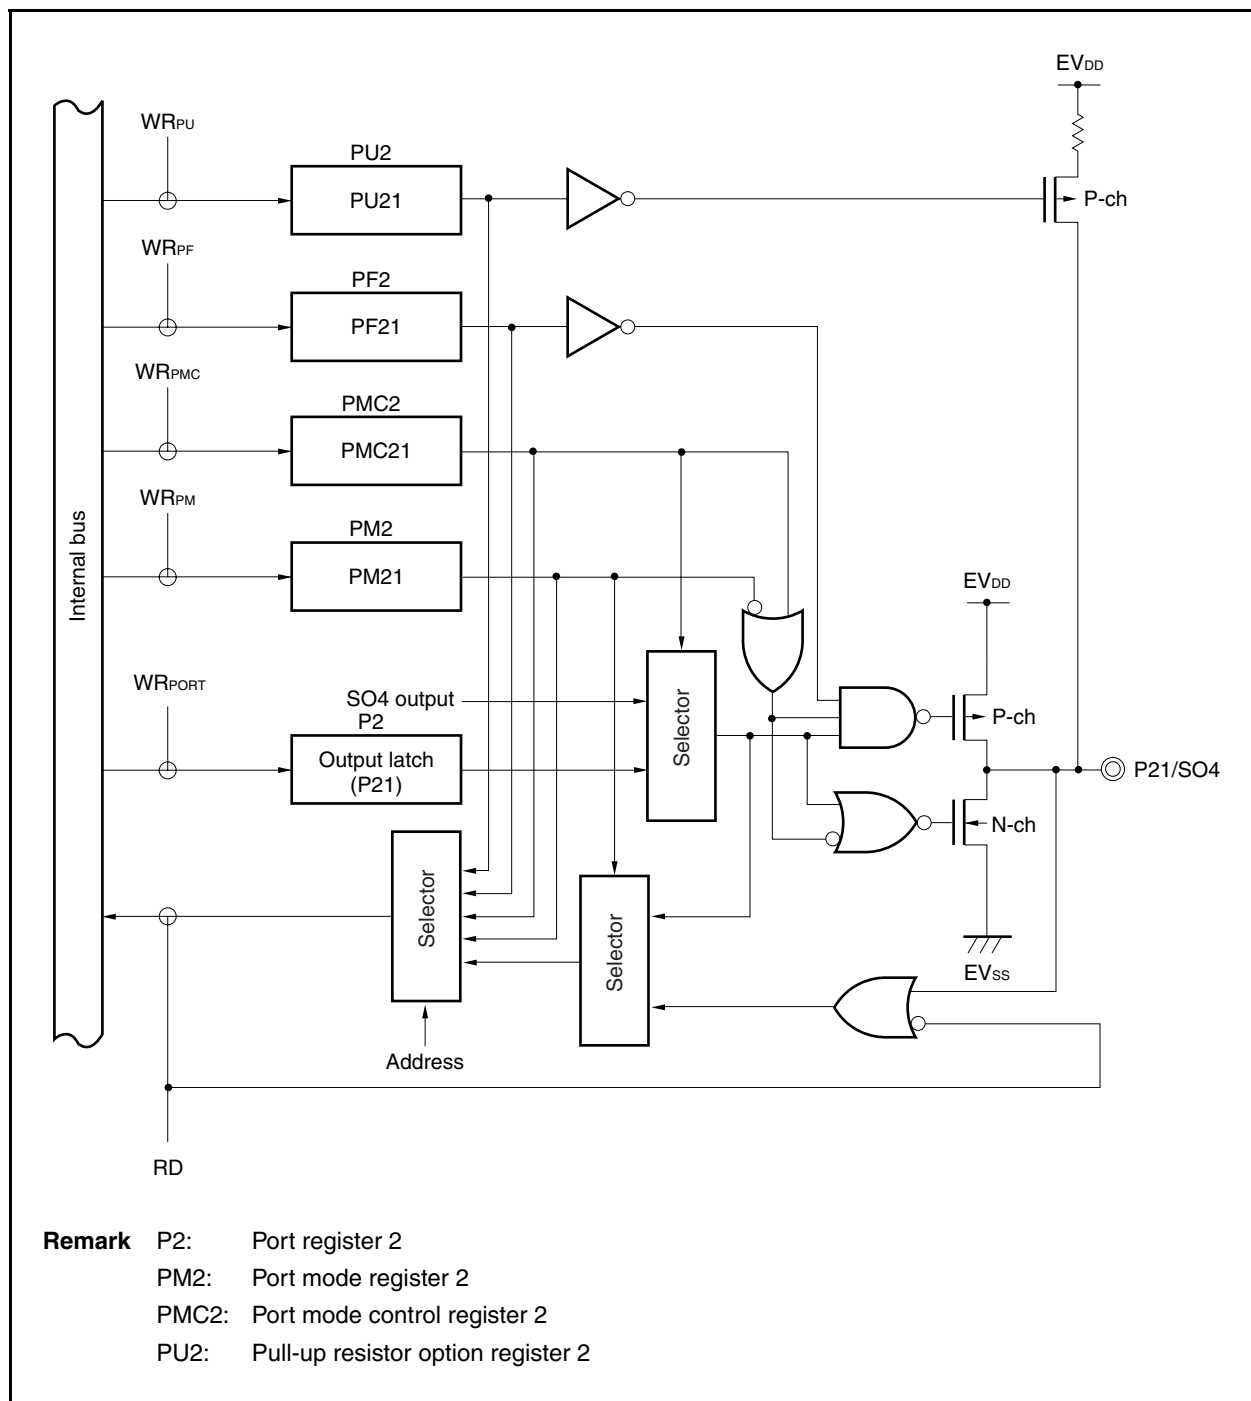 EVDD
WRPU
PU2
PU21
P-ch
WRPF
PF2
PF21
WRPMC
PMC2
PMC21
WRPM
PM2
PM21
Internal bus
EVDD
WRPORT
SO4 output
P2
Output latch
(P21)
Selector
P-ch
P21/SO4
N-ch
Selector
Selector
EVSS
Address
RD
Remark P2: Port register 2
PM2: Port mode register 2
PMC2: Port mode control register 2
PU2: Pull-up resistor option register 2